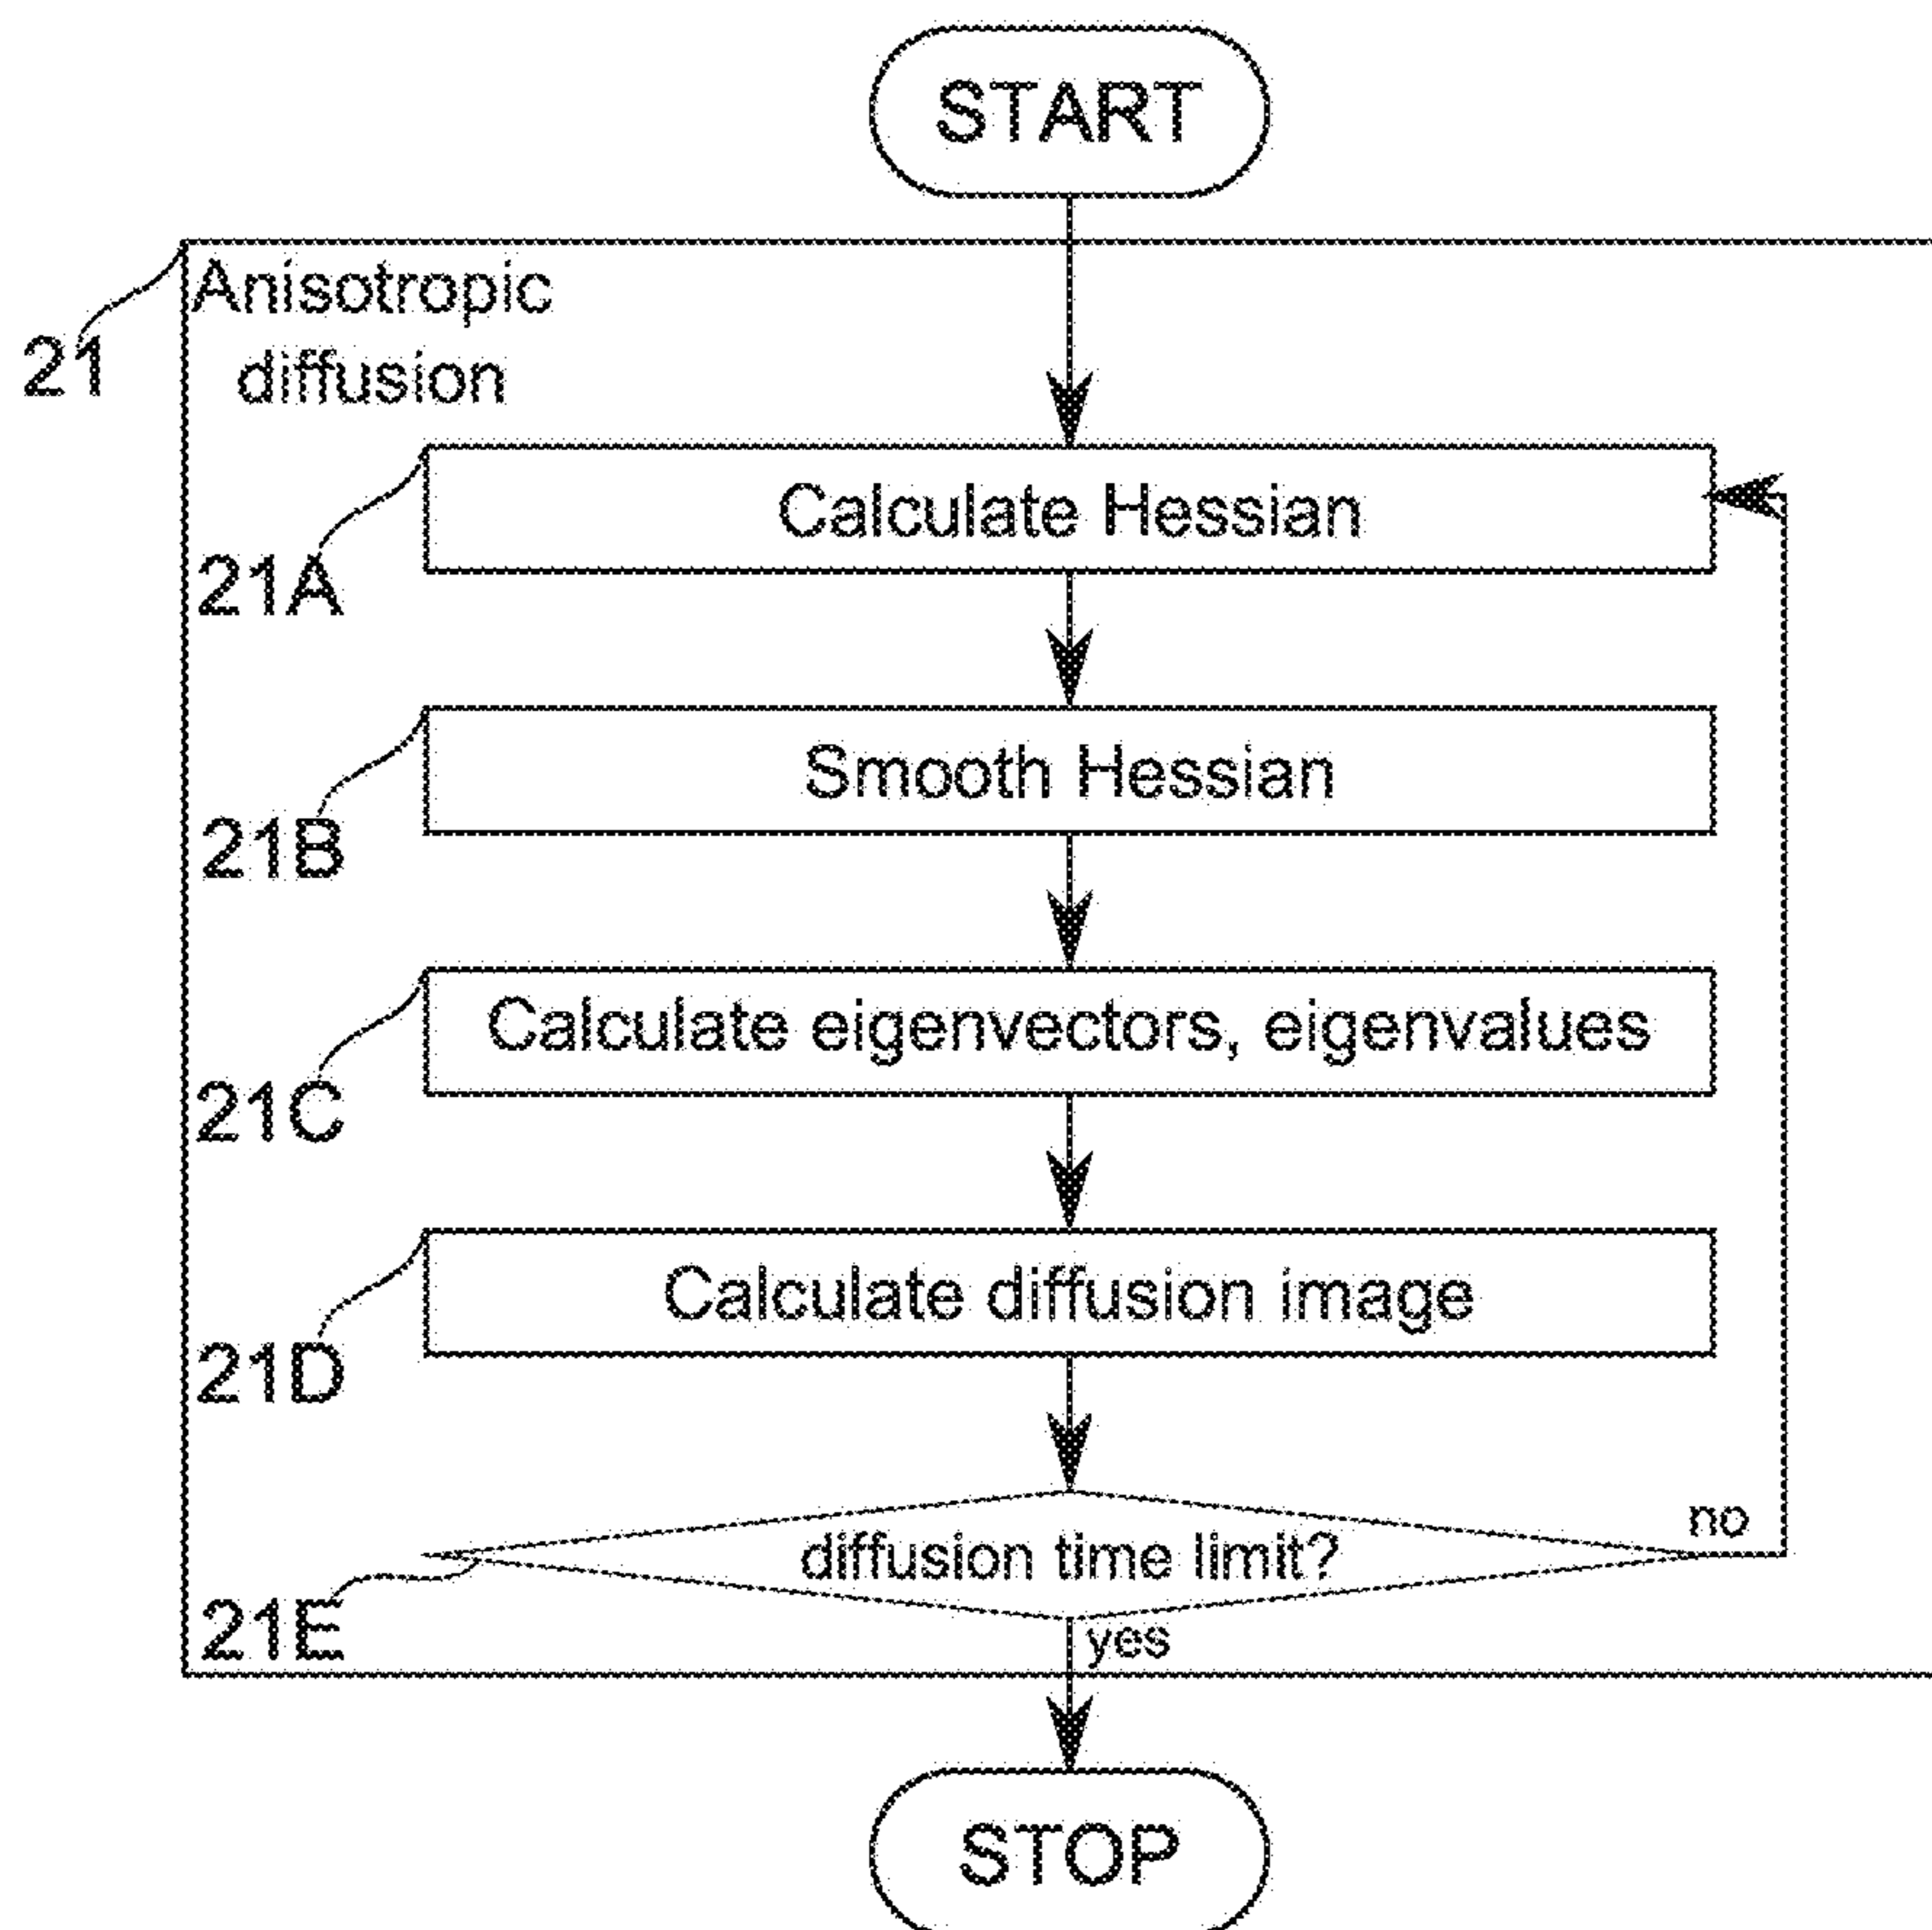 START
Anisotropic
21
diffusion
Calculate Hessian
21A
Smooth Hessian
21B
Calculate eigenvectors, eigenvalues
21C
Calculate diffusion image
21D
no
diffusion time limit?
21E
yes
STOP